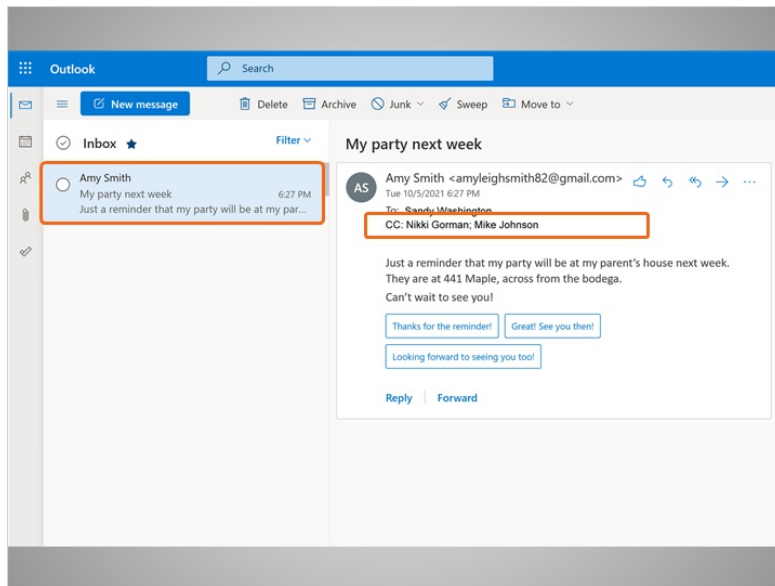 Outlook
Search
New message
Delete
Archive
Junk
Sweep
Move to
Inbox
Filter
Amy Smith
My party next week 6:27 PM
Just a reminder that my party will be at my par...
My party next week
AS
Amy Smith <amyleighsmith82@gmail.com>
Tue 10/5/2021 6:27 PM
To: Sandy Washington
CC: Nikki Gorman; Mike Johnson
Just a reminder that my party will be at my parent's house next week.
They are at 441 Maple, across from the bodega.
Can't wait to see you!
Thanks for the reminder!
Great! See you then!
Looking forward to seeing you too!
Reply
Forward